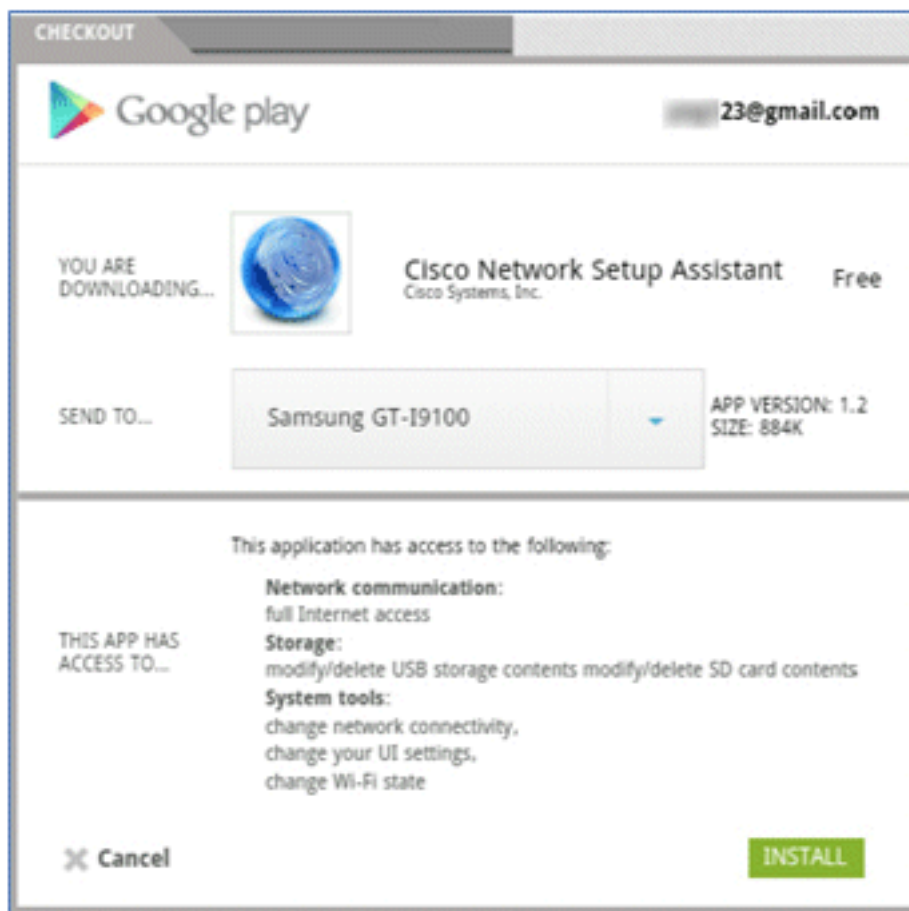 CHECKOUT
Google play
23@gmail.com
YOU ARE
DOWNLOADING...
Cisco Network Setup Assistant
Cisco Systems, Inc.
Free
SEND TO...
Samsung GT-I9100
APP VERSION: 1.2
SIZE: 884K
This application has access to the following:
THIS APP HAS
ACCESS TO...
Network communication:
full Internet access
Storage:
modify/delete USB storage contents modify/delete SD card contents
System tools:
change network connectivity,
change your UI settings,
change Wi-Fi state
Cancel
INSTALL